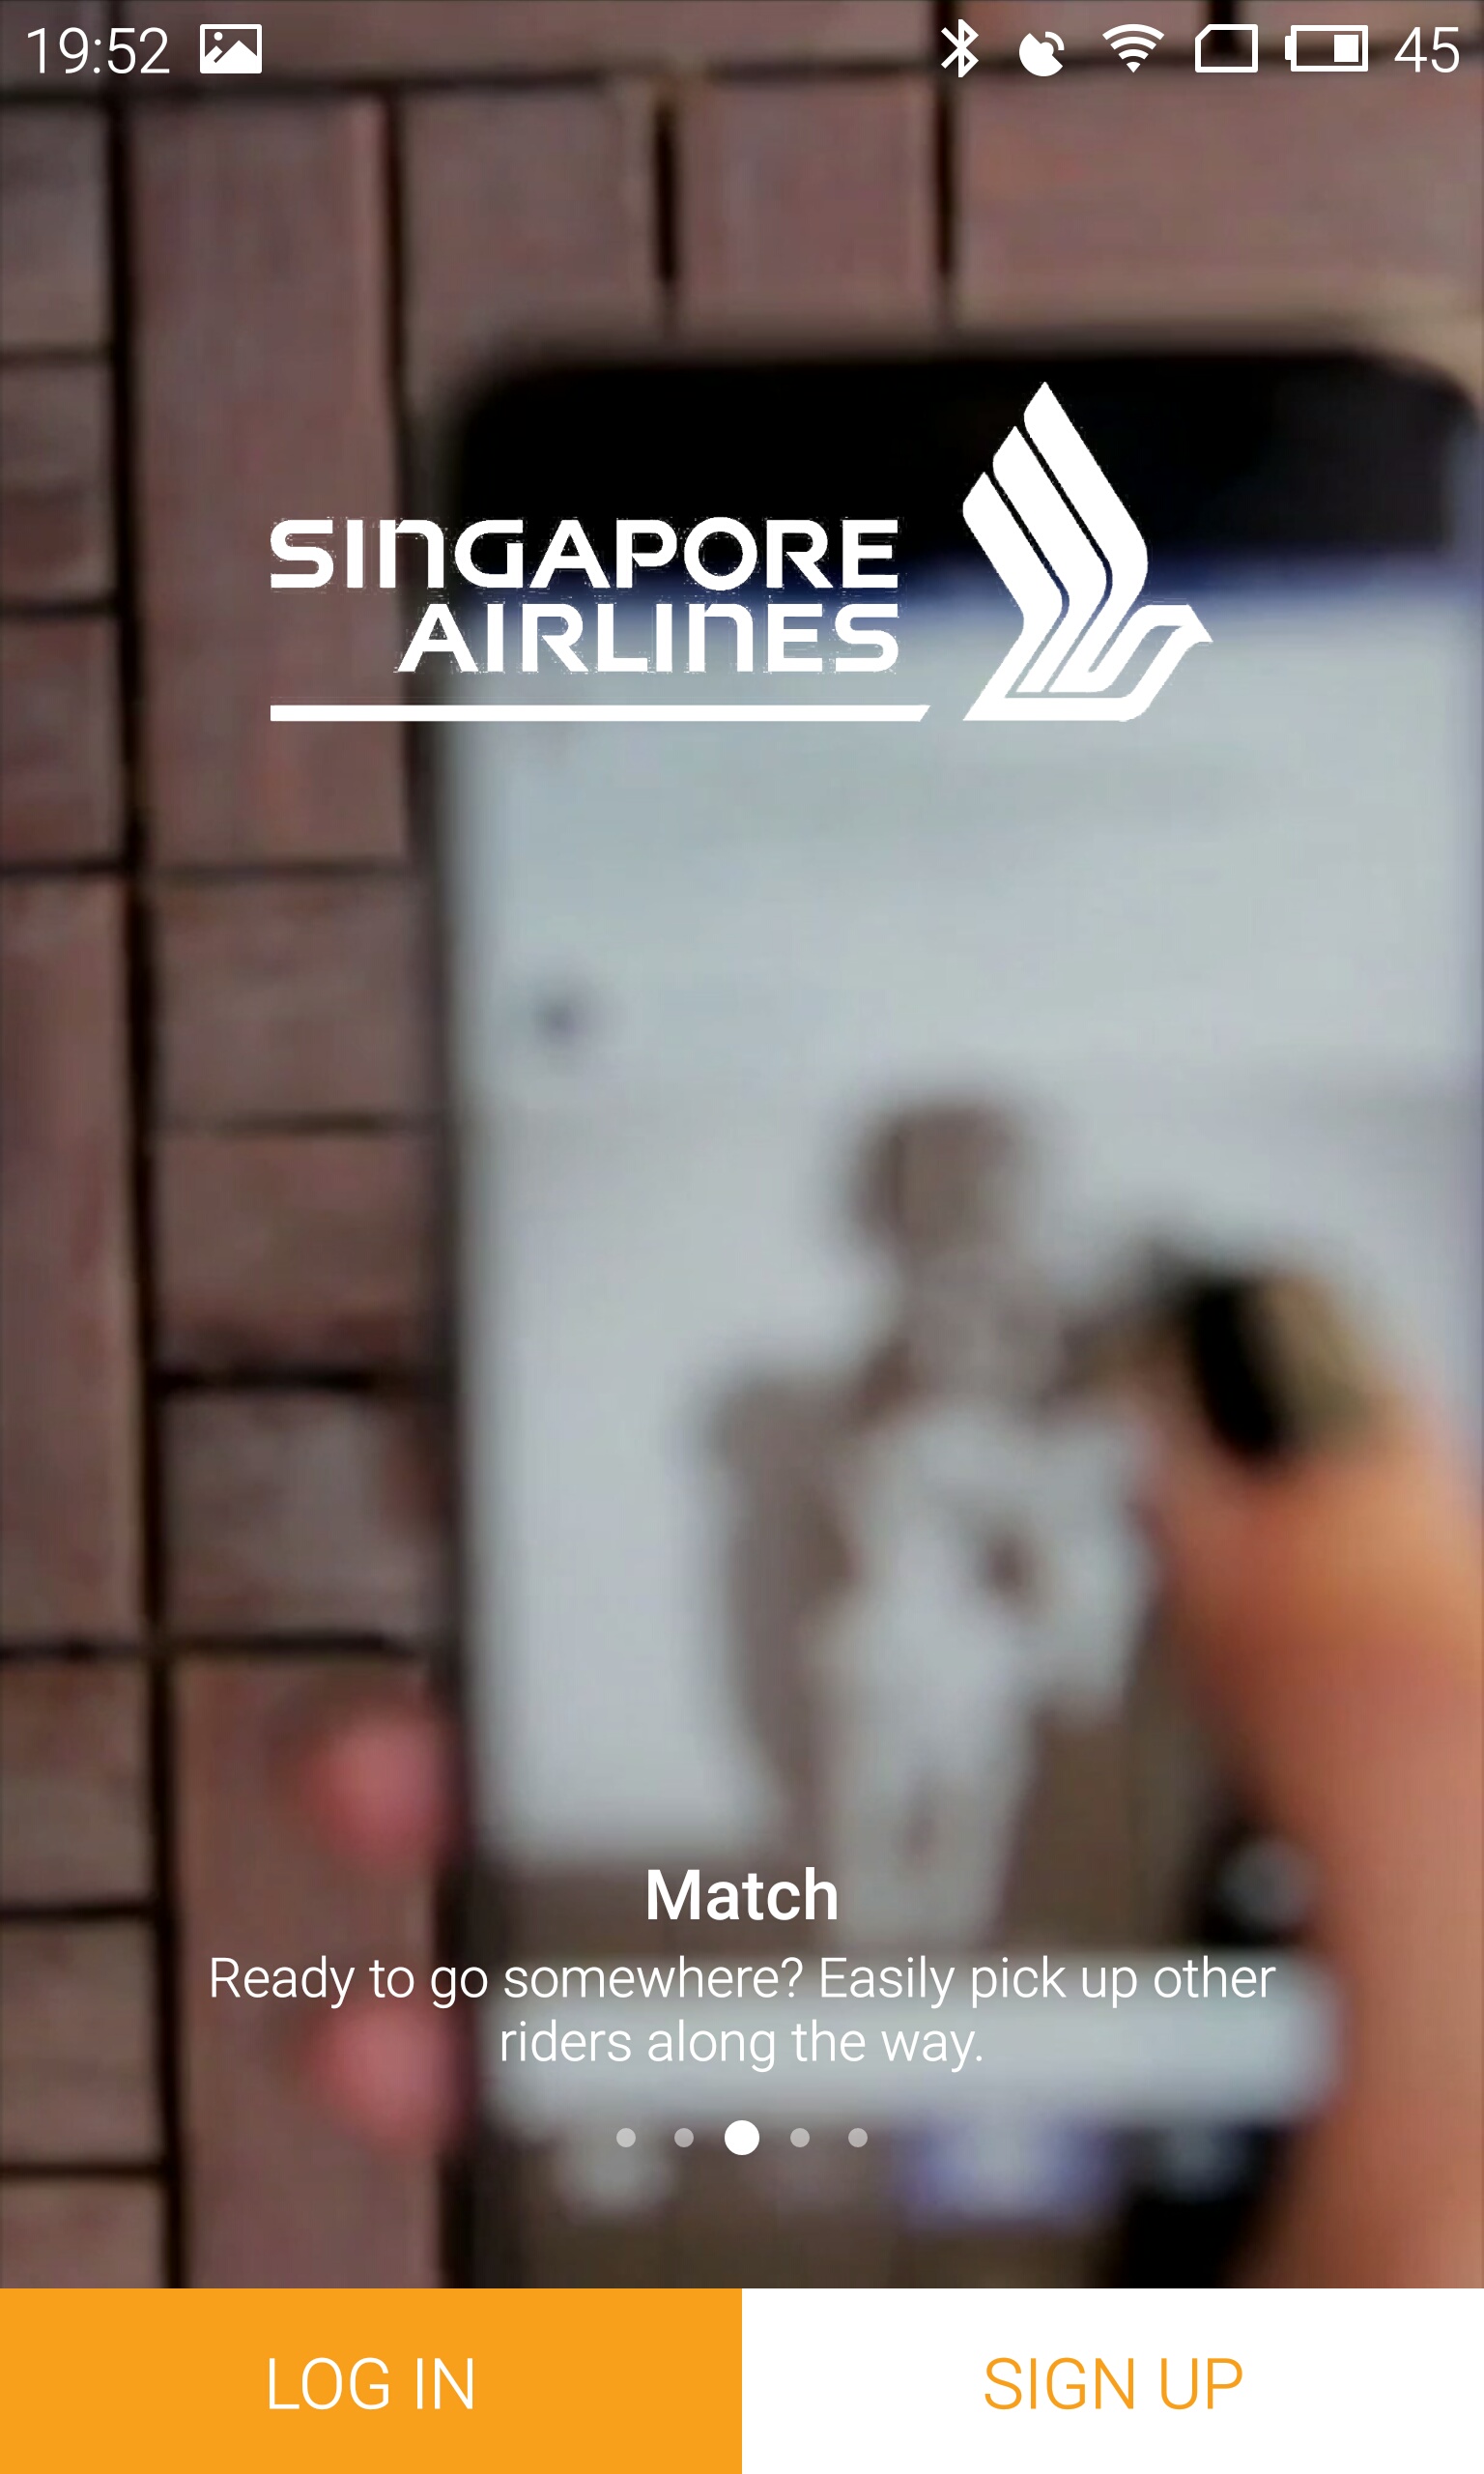 19:52
45
SINGAPORE
AIRLINES
Match
Ready to go somewhere? Easily pick up other
riders along the way.
LOG IN
SIGN UP